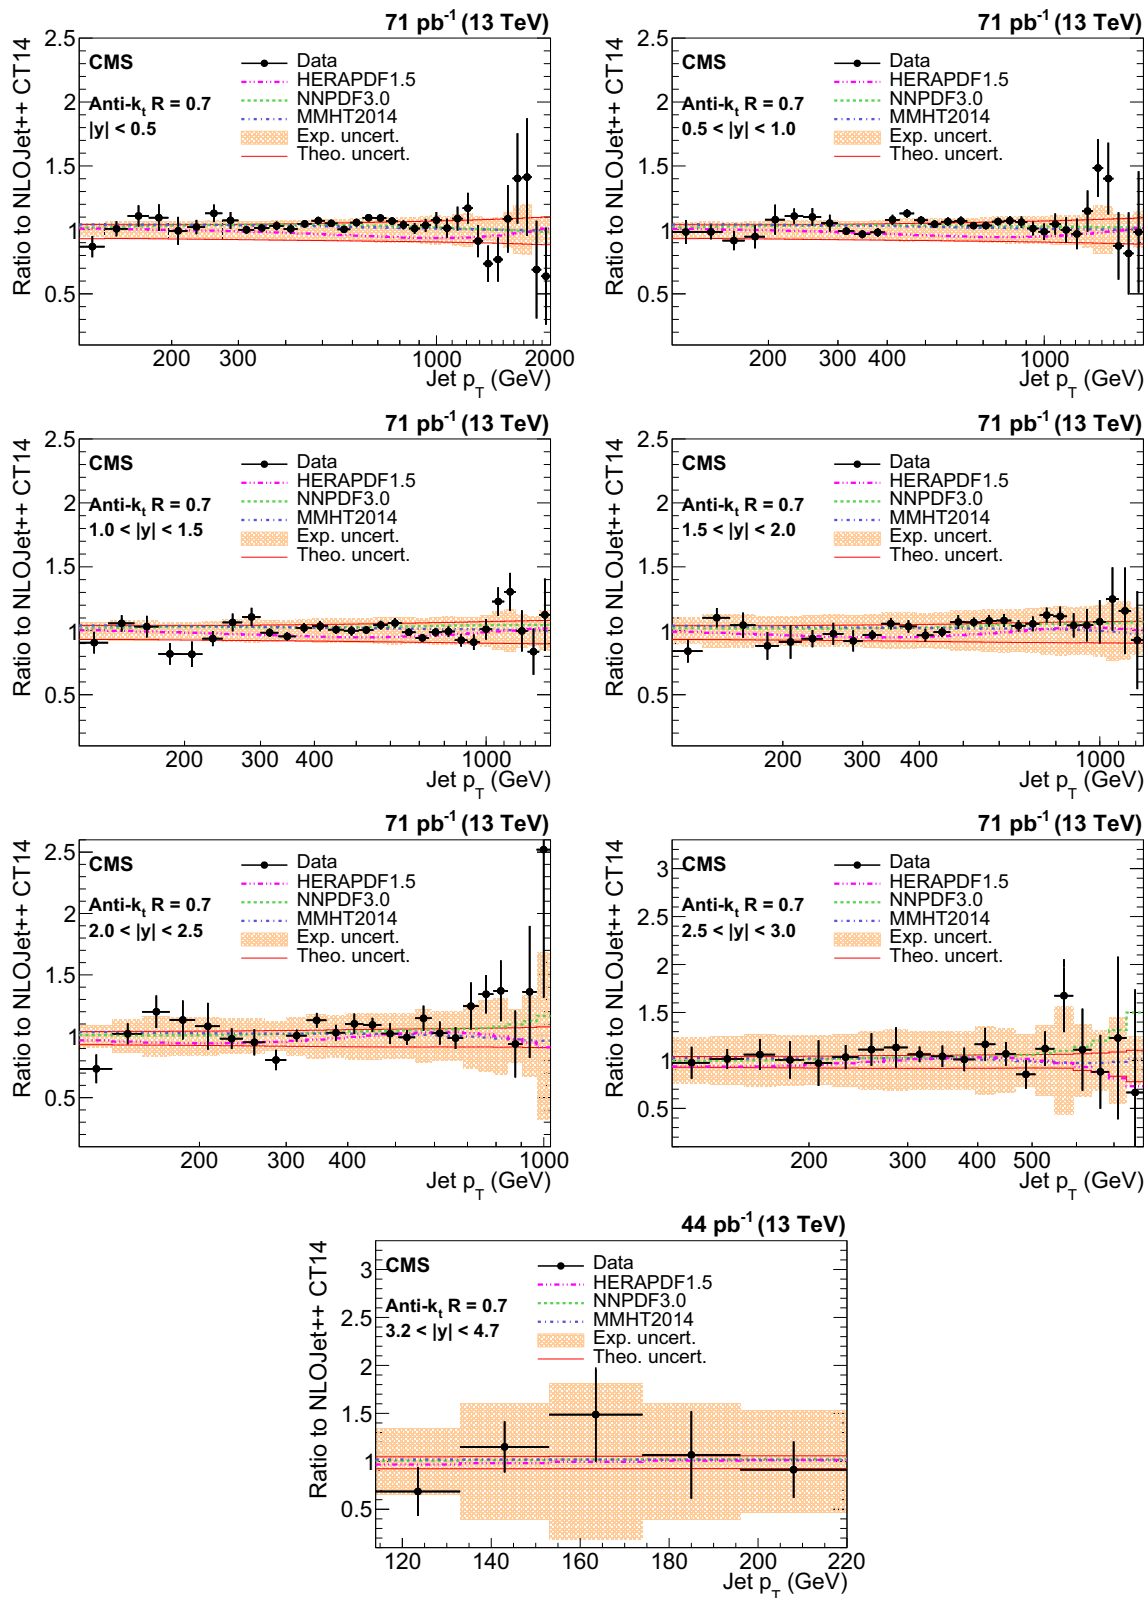 71 pb-1 (13 TeV)
Ratio to NLOJet++ CT14
2.5
2
1.5
1
0.5
CMS
Anti-kt R = 0.7
|y| < 0.5
Data
HERAPDF1.5
NNPDF3.0
MMHT2014
Exp. uncert.
Theo. uncert.
200 300 1000 2000
Jet pT (GeV)
71 pb-1 (13 TeV)
Ratio to NLOJet++ CT14
2.5
2
1.5
1
0.5
CMS
Anti-kt R = 0.7
0.5 < |y| < 1.0
Data
HERAPDF1.5
NNPDF3.0
MMHT2014
Exp. uncert.
Theo. uncert.
200 300 400 1000
Jet pT (GeV)
71 pb-1 (13 TeV)
Ratio to NLOJet++ CT14
2.5
2
1.5
1
0.5
CMS
Anti-kt R = 0.7
1.0 < |y| < 1.5
Data
HERAPDF1.5
NNPDF3.0
MMHT2014
Exp. uncert.
Theo. uncert.
200 300 400 1000
Jet pT (GeV)
71 pb-1 (13 TeV)
Ratio to NLOJet++ CT14
2.5
2
1.5
1
0.5
CMS
Anti-kt R = 0.7
1.5 < |y| < 2.0
Data
HERAPDF1.5
NNPDF3.0
MMHT2014
Exp. uncert.
Theo. uncert.
200 300 400 1000
Jet pT (GeV)
71 pb-1 (13 TeV)
Ratio to NLOJet++ CT14
2.5
2
1.5
1
0.5
CMS
Anti-kt R = 0.7
2.0 < |y| < 2.5
Data
HERAPDF1.5
NNPDF3.0
MMHT2014
Exp. uncert.
Theo. uncert.
200 300 400 1000
Jet pT (GeV)
71 pb-1 (13 TeV)
Ratio to NLOJet++ CT14
3
2.5
2
1.5
1
0.5
CMS
Anti-kt R = 0.7
2.5 < |y| < 3.0
Data
HERAPDF1.5
NNPDF3.0
MMHT2014
Exp. uncert.
Theo. uncert.
200 300 400 500
Jet pT (GeV)
44 pb-1 (13 TeV)
Ratio to NLOJet++ CT14
3
2.5
2
1.5
1
0.5
CMS
Anti-kt R = 0.7
3.2 < |y| < 4.7
Data
HERAPDF1.5
NNPDF3.0
MMHT2014
Exp. uncert.
Theo. uncert.
120 140 160 180 200 220
Jet pT (GeV)